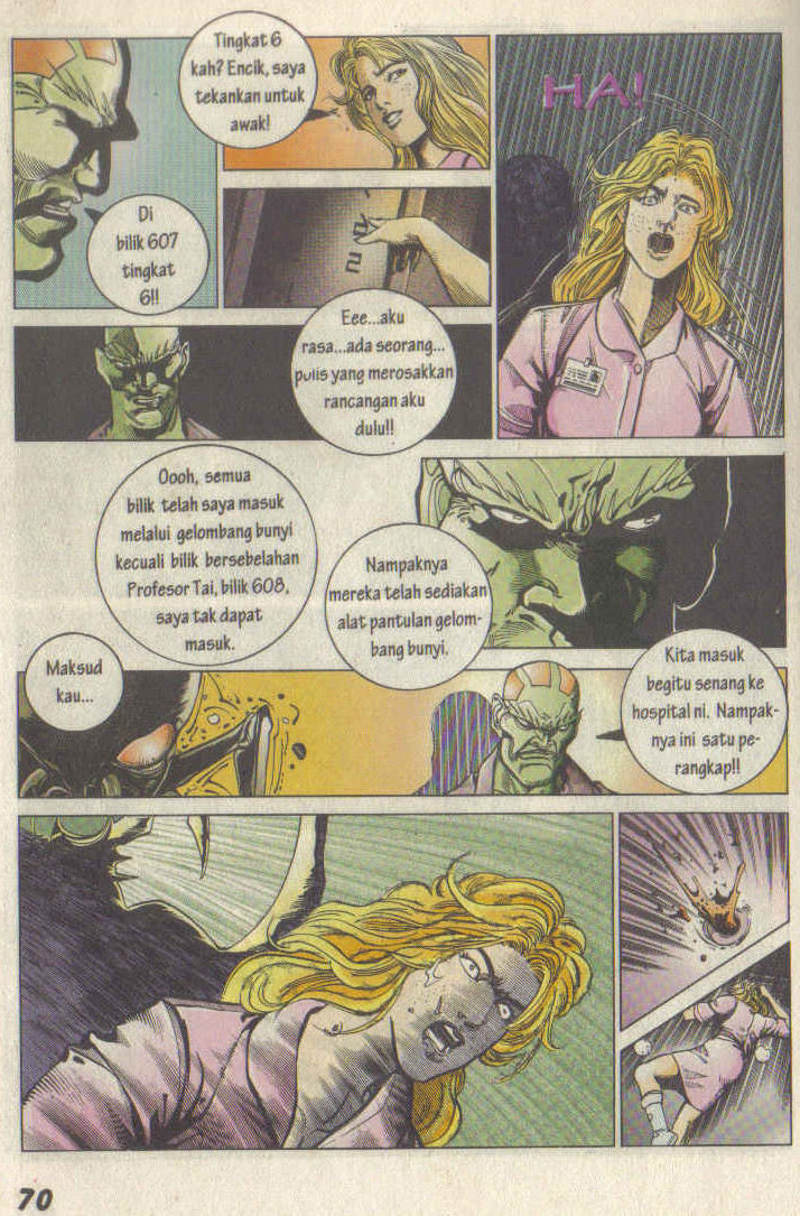 Tingkat 6
kah? Encik, saya
tekankan untuk
awak!
Di
bilik 607
tingkat
6!!
HA!
Eee...aku
rasa...ada seorang...
pulis yang merosakkan
rancangan aku
dulu!!
Oooh, semua
bilik telah saya masuk
melalui gelombang bunyi
kecuali bilik bersebelahan
Profesor Tai, bilik 608,
saya tak dapat
masuk.
Nampaknya
mereka telah sediakan
alat pantulan gelom-
bang bunyi.
Maksud
kau...
Kita masuk
begitu senang ke
hospital ni. Nampak-
nya ini satu pe-
rangkap!!
70